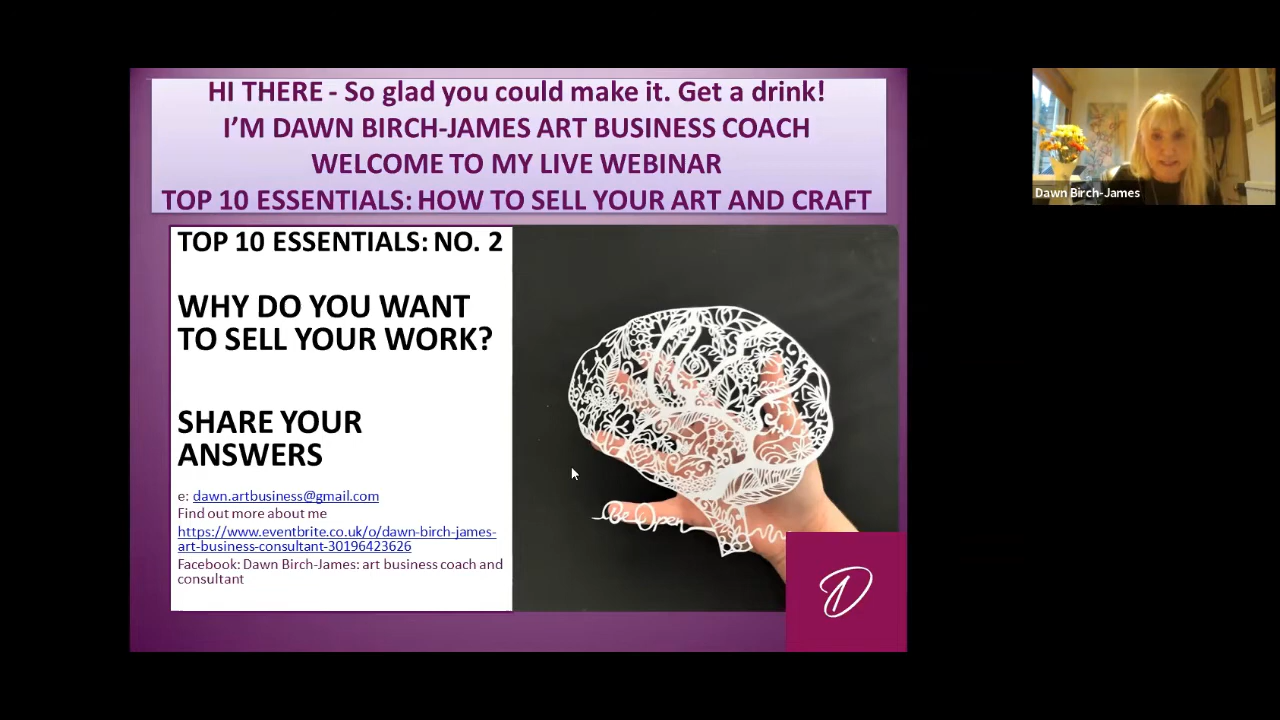 HI THERE - So glad you could make it. Get a drink!
I'M DAWN BIRCH-JAMES ART BUSINESS COACH
WELCOME TO MY LIVE WEBINAR
TOP 10 ESSENTIALS: HOW TO SELL YOUR ART AND CRAFT
TOP 10 ESSENTIALS: NO. 2
WHY DO YOU WANT
TO SELL YOUR WORK?
SHARE YOUR
ANSWERS
e: dawn.artbusiness@gmail.com
Find out more about me
https://www.eventbrite.co.uk/o/dawn-birch-james-
art-business-consultant-30196423626
Facebook: Dawn Birch-James: art business coach and
consultant
Be Open
D
Dawn Birch-James